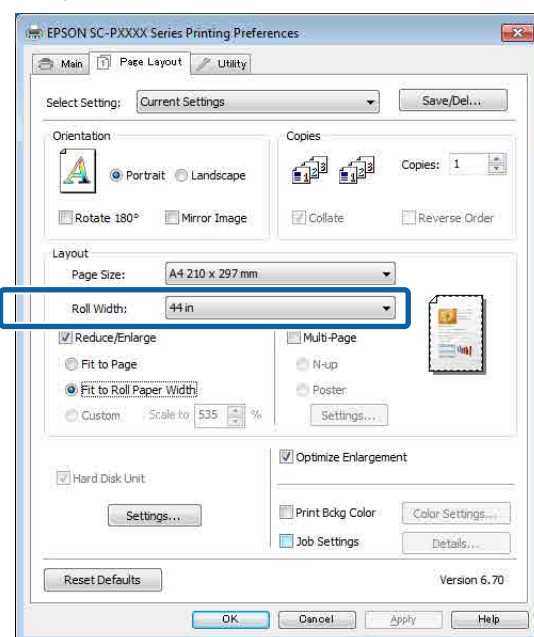 EPSON SC-PXXXX Series Printing Preferences
Main Page Layout Utility
Select Setting: Current Settings Save/Del...
Orientation Copies
Portrait Landscape Copies: 1
Rotate 180° Mirror Image Collate Reverse Order
Layout
Page Size: A4 210 x 297 mm
Roll Width: 44 in
Reduce/Enlarge Multi-Page
Fit to Page N-up
Fit to Roll Paper Width Poster
Custom Scale to 535 % Settings...
Optimize Enlargement
Hard Disk Unit
Settings... Print Bckg Color Color Settings...
Job Settings Details...
Reset Defaults Version 6.70
OK Cancel Apply Help